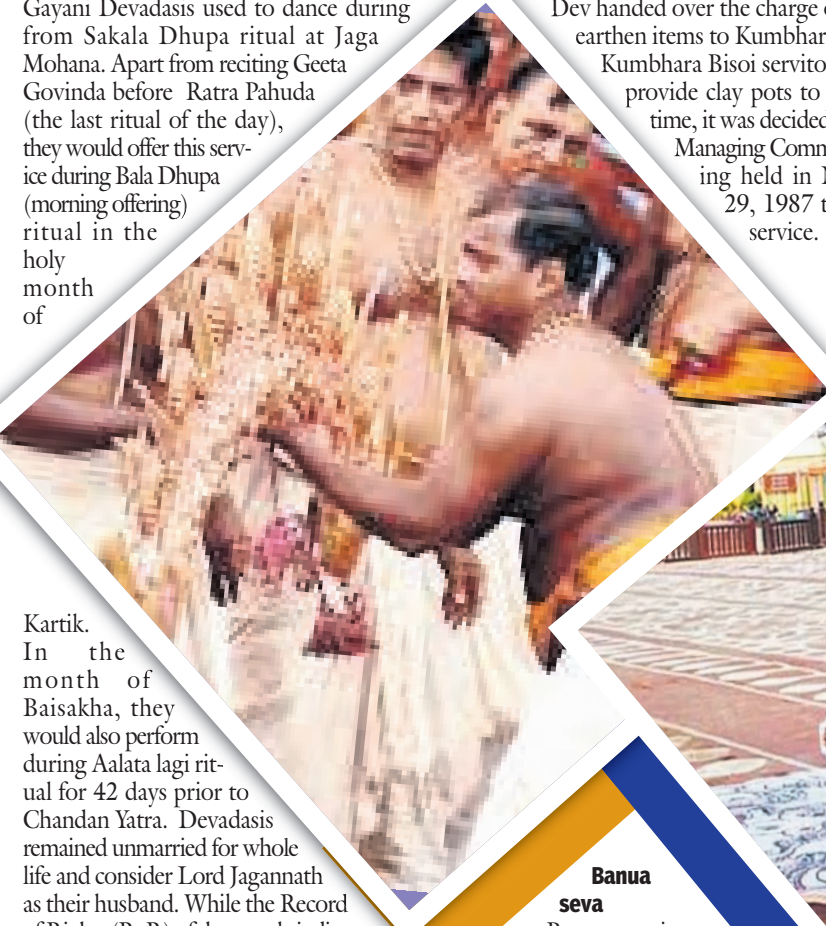 Gayani Devadasis used to dance during
from Sakala Dhupa ritual at Jaga
Mohana. Apart from reciting Geeta
Govinda before Ratra Pahuda
(the last ritual of the day),
they would offer this serv-
ice during Bala Dhupa
(morning offering)
ritual in the
holy
month
of
Kartik.
In the
month of
Baisakha, they
would also perform
during Aalata lagi rit-
ual for 42 days prior to
Chandan Yatra. Devadasis
remained unmarried for whole
life and consider Lord Jagannath
as their husband. While the Record
Dev handed over the charge
earthen items to Kumbhar
Kumbhara Bisoi servito
provide clay pots to
time, it was decided
Managing Comm
ing held in
29, 1987
service.
Banua
seva